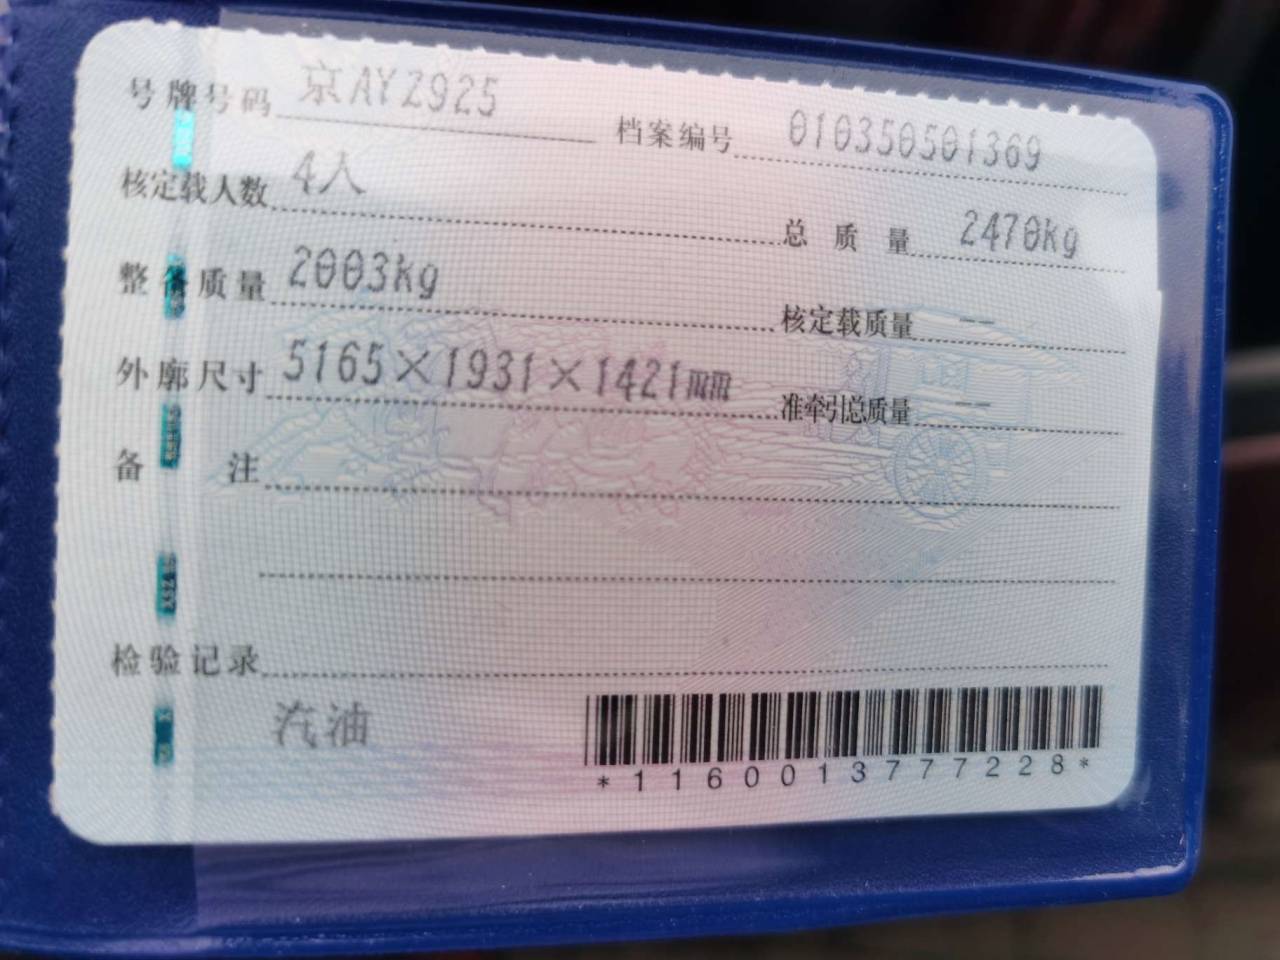 号牌号码 京AYZ925 档案编号 010350501369
核定载人数 4人 总质量 2470kg
整备质量 2003kg 核定载质量 --
外廓尺寸 5165×1931×1421mm 准牵引总质量 --
备注
检验记录
汽油
*1160013777228*